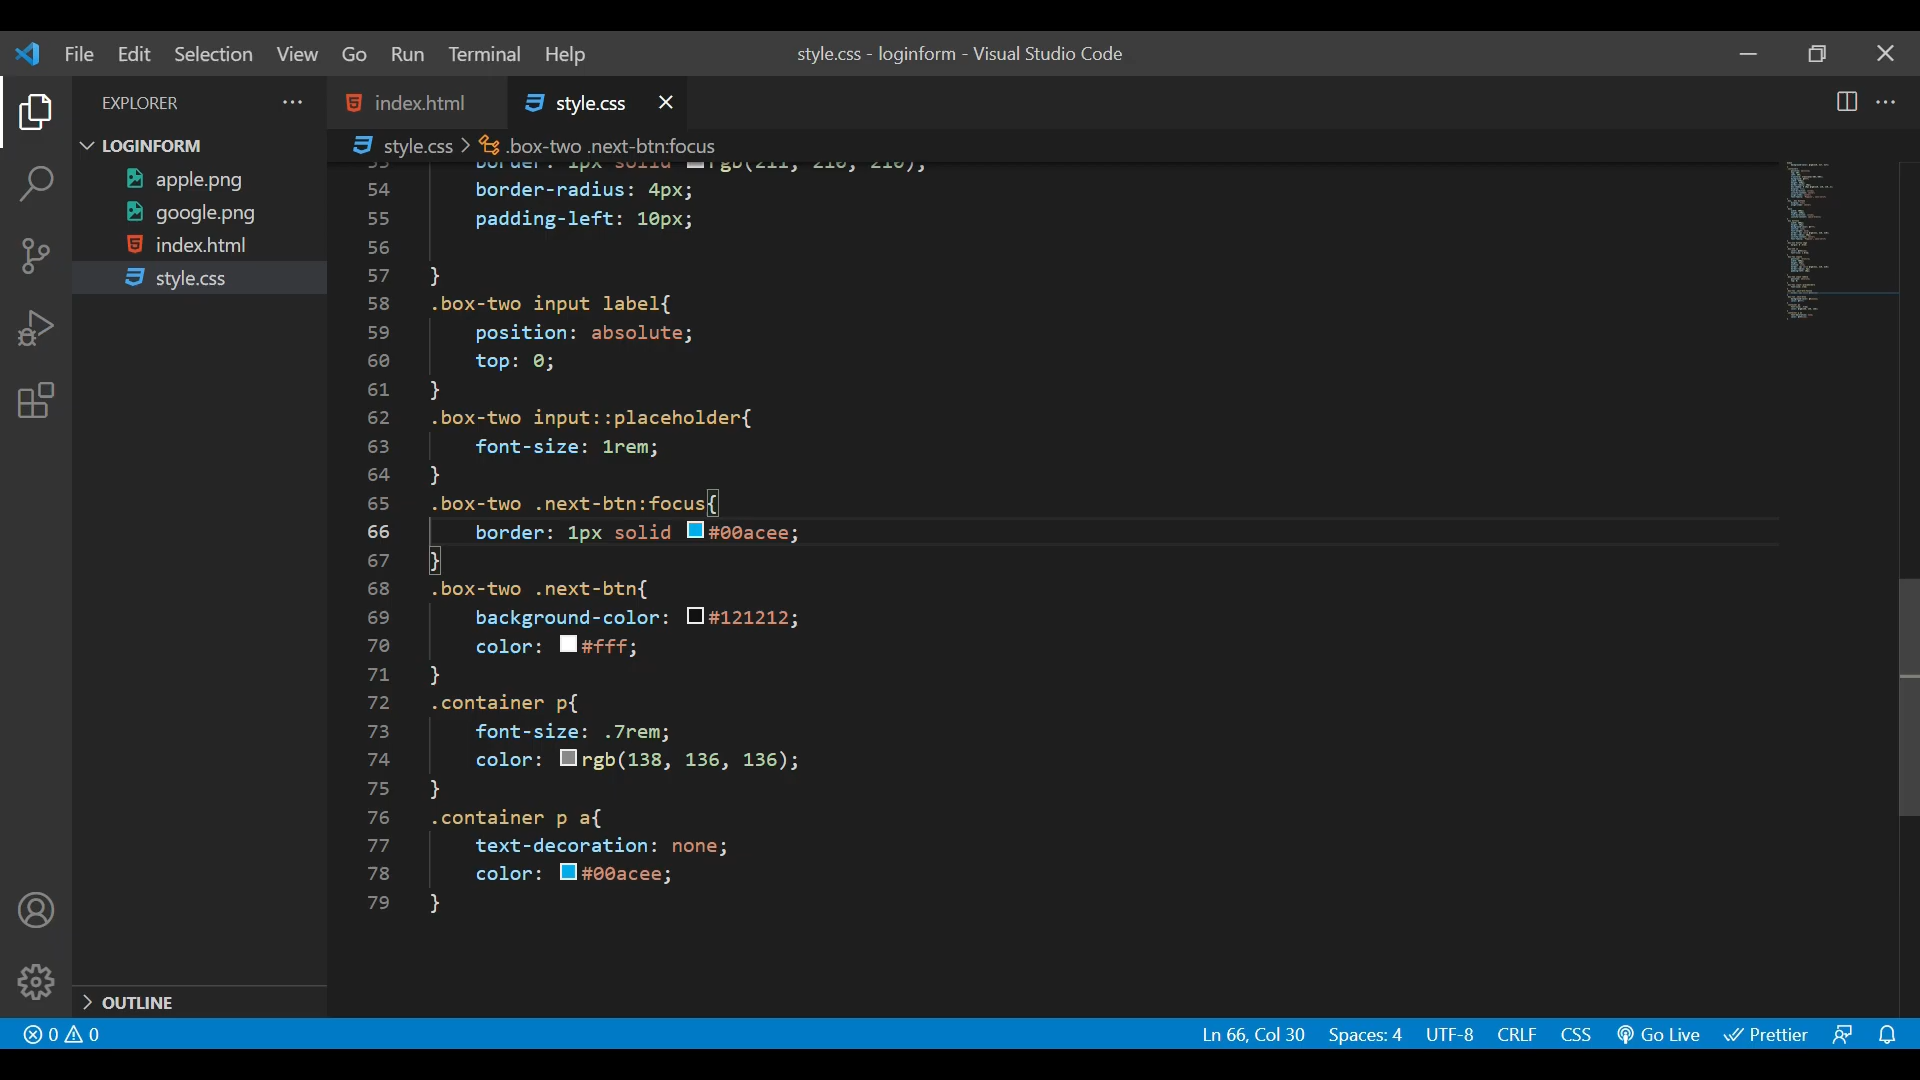 File Edit Selection View Go Run Terminal Help style.css - loginform - Visual Studio Code
EXPLORER
LOGINFORM
apple.png
google.png
index.html
style.css
OUTLINE
index.html style.css
style.css > .box-two .next-btn:focus
53 border: 1px solid rgb(211, 210, 210);
54 border-radius: 4px;
55 padding-left: 10px;
56
57 }
58 .box-two input label{
59 position: absolute;
60 top: 0;
61 }
62 .box-two input::placeholder{
63 font-size: 1rem;
64 }
65 .box-two .next-btn:focus{
66 border: 1px solid #00acee;
67 }
68 .box-two .next-btn{
69 background-color: #121212;
70 color: #fff;
71 }
72 .container p{
73 font-size: .7rem;
74 color: rgb(138, 136, 136);
75 }
76 .container p a{
77 text-decoration: none;
78 color: #00acee;
79 }
0 0 Ln 66, Col 30 Spaces: 4 UTF-8 CRLF CSS Go Live Prettier